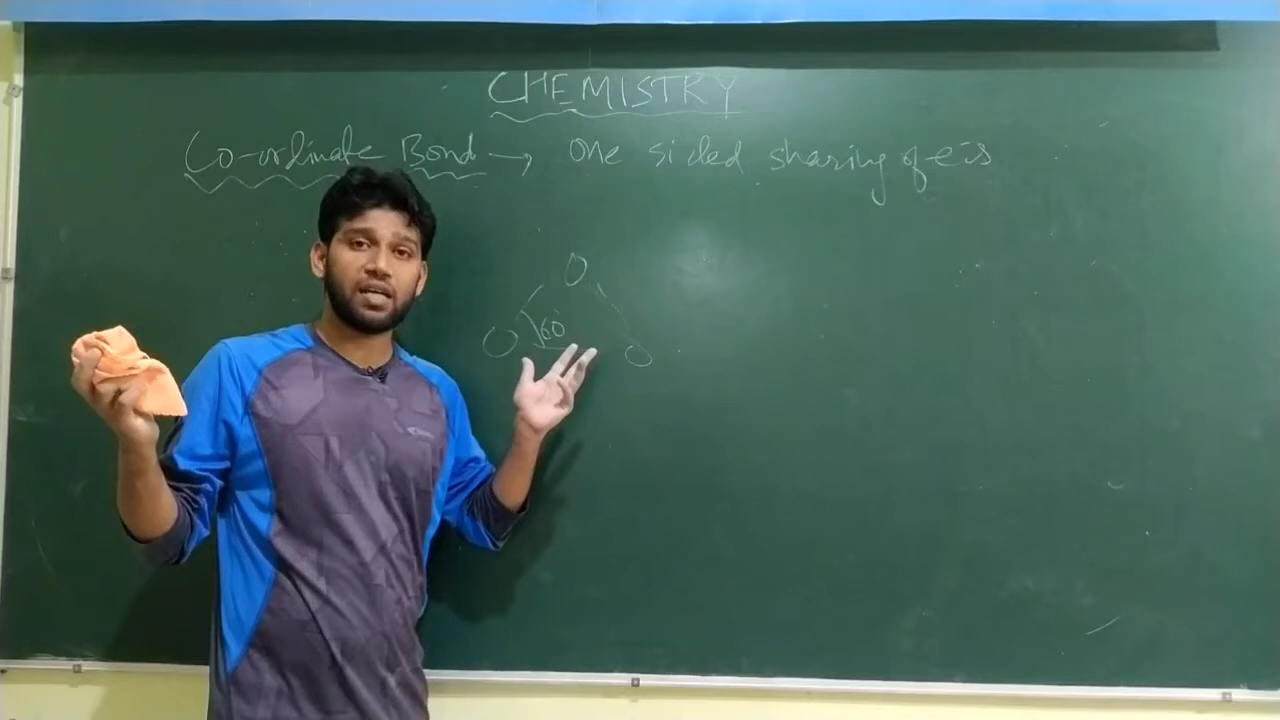 CHEMISTRY
Co-ordinate Bond → One sided sharing of e⁻s
O
O 60° O